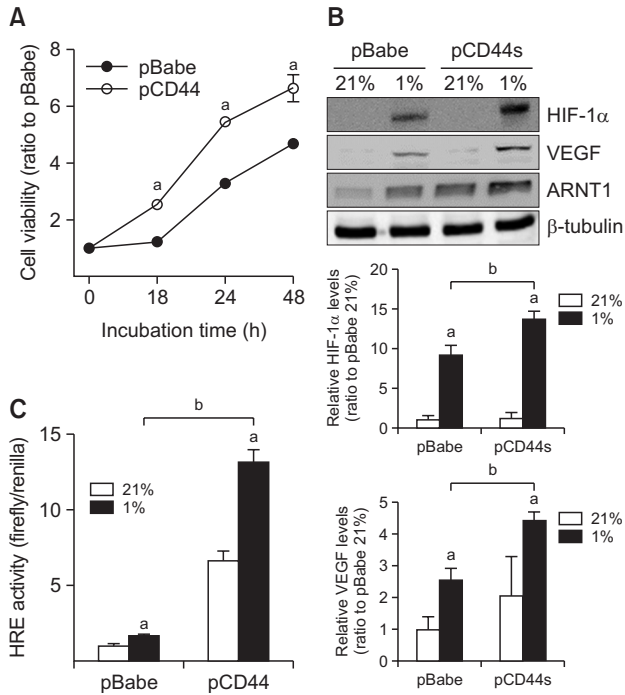 A
Cell viability (ratio to pBabe)
8
6
4
2
pBabe
pCD44
a
a
a
0
18
24
48
Incubation time (h)
B
pBabe
pCD44s
21%
1%
21%
1%
HIF-1α
VEGF
ARNT1
β-tubulin
Relative HIF-1α levels
(ratio to pBabe 21%)
20
15
10
5
0
b
a
a
21%
1%
pBabe
pCD44s
Relative VEGF levels
(ratio to pBabe 21%)
5
4
3
2
1
0
b
a
a
21%
1%
pBabe
pCD44s
C
HRE activity (firefly/renilla)
15
10
5
b
a
a
21%
1%
pBabe
pCD44